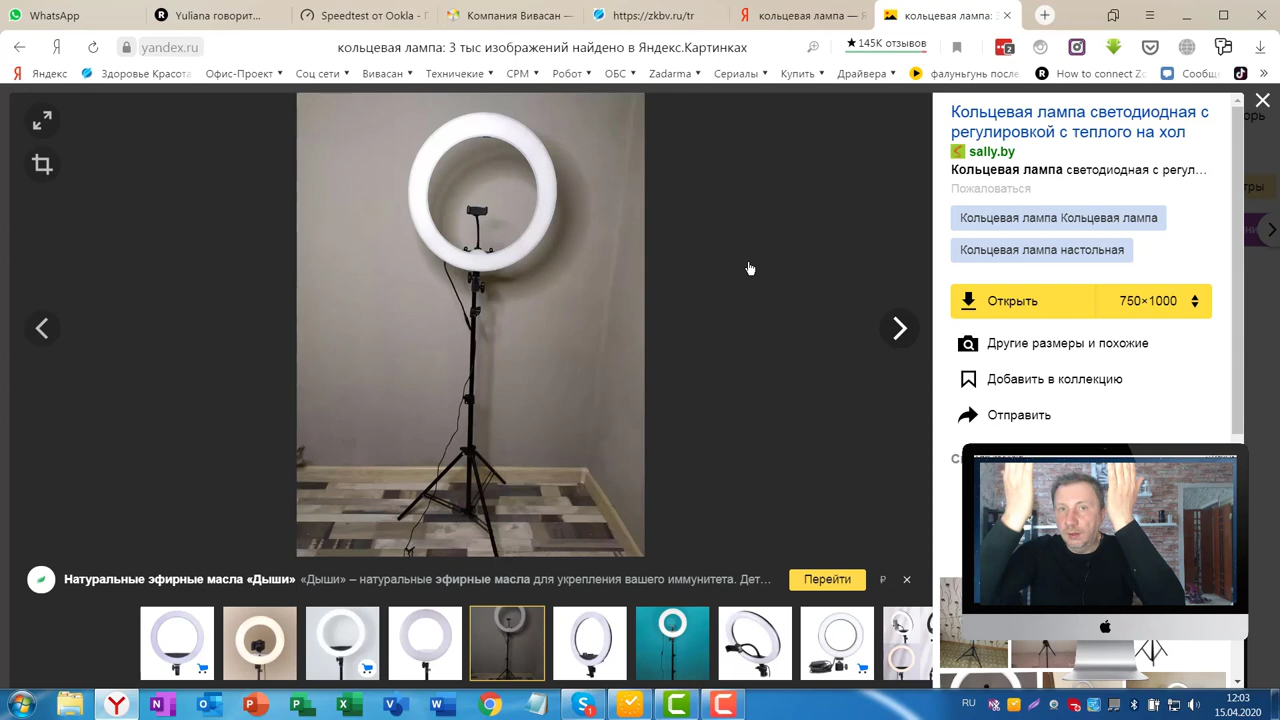 WhatsApp
Yuliana говорит
Speedtest от Ookla -
Компания Вивасан —
https://zkbv.ru/tr
кольцевая лампа —
кольцевая лампа:
yandex.ru
кольцевая лампа: 3 тыс изображений найдено в Яндекс.Картинках
★ 145K отзывов
2
Яндекс
Здоровье Красота
Офис-Проект
Соц сети
Вивасан
Технические
СРМ
Робот
ОБС
Zadarma
Сериалы
Купить
Драйвера
фалуньгунь после
How to connect Zo
Сообщ
Кольцевая лампа светодиодная с
регулировкой с теплого на хол
sally.by
Кольцевая лампа светодиодная с регул...
Пожаловаться
Кольцевая лампа Кольцевая лампа
Кольцевая лампа настольная
Открыть
750×1000
Другие размеры и похожие
Добавить в коллекцию
Отправить
Натуральные эфирные масла «Дыши»
«Дыши» – натуральные эфирные масла для укрепления вашего иммунитета. Дет...
Перейти
₽
RU
12:03
15.04.2020